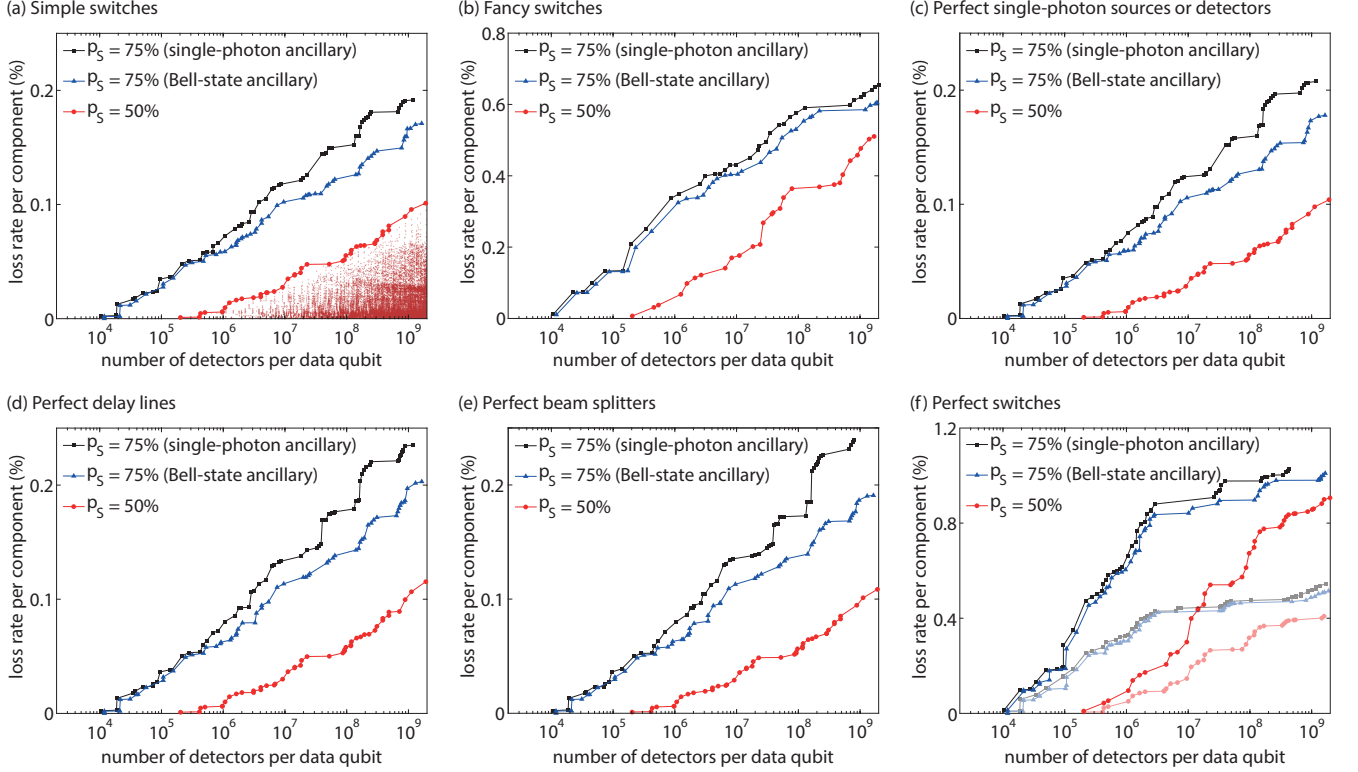 (a) Simple switches
p_S = 75% (single-photon ancillary)
p_S = 75% (Bell-state ancillary)
p_S = 50%
loss rate per component (%)
0.2
0.1
0
10^4 10^5 10^6 10^7 10^8 10^9
number of detectors per data qubit
(b) Fancy switches
p_S = 75% (single-photon ancillary)
p_S = 75% (Bell-state ancillary)
p_S = 50%
loss rate per component (%)
0.8
0.6
0.4
0.2
0
10^4 10^5 10^6 10^7 10^8 10^9
number of detectors per data qubit
(c) Perfect single-photon sources or detectors
p_S = 75% (single-photon ancillary)
p_S = 75% (Bell-state ancillary)
p_S = 50%
loss rate per component (%)
0.2
0.1
0
10^4 10^5 10^6 10^7 10^8 10^9
number of detectors per data qubit
(d) Perfect delay lines
p_S = 75% (single-photon ancillary)
p_S = 75% (Bell-state ancillary)
p_S = 50%
loss rate per component (%)
0.2
0.1
0
10^4 10^5 10^6 10^7 10^8 10^9
number of detectors per data qubit
(e) Perfect beam splitters
p_S = 75% (single-photon ancillary)
p_S = 75% (Bell-state ancillary)
p_S = 50%
loss rate per component (%)
0.2
0.1
0
10^4 10^5 10^6 10^7 10^8 10^9
number of detectors per data qubit
(f) Perfect switches
p_S = 75% (single-photon ancillary)
p_S = 75% (Bell-state ancillary)
p_S = 50%
loss rate per component (%)
1.2
0.8
0.4
0
10^4 10^5 10^6 10^7 10^8 10^9
number of detectors per data qubit